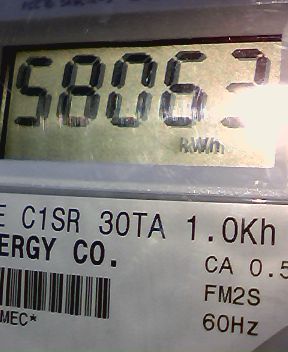 58063
kWh
E C1SR 30TA 1.0Kh
ERGY CO.
CA 0.5
FM2S
MEC*
60Hz